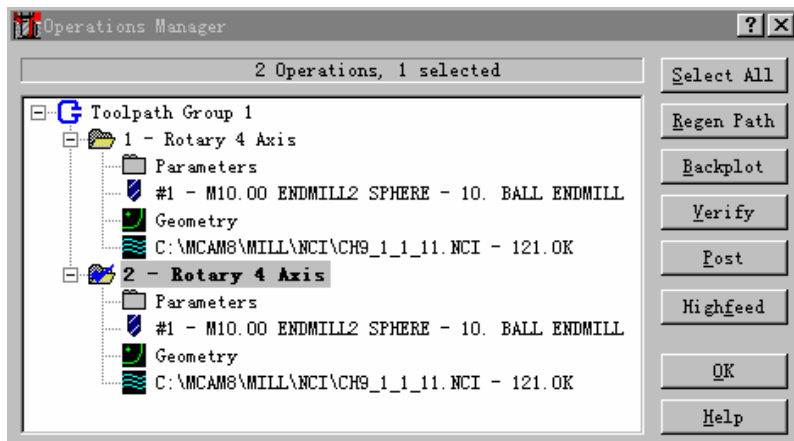 Operations Manager
2 Operations, 1 selected
Toolpath Group 1
1 - Rotary 4 Axis
Parameters
#1 - M10.00 ENDMILL2 SPHERE - 10. BALL ENDMILL
Geometry
C:\MCAM8\MILL\NCI\CH9_1_1_11.NCI - 121.0K
2 - Rotary 4 Axis
Parameters
#1 - M10.00 ENDMILL2 SPHERE - 10. BALL ENDMILL
Geometry
C:\MCAM8\MILL\NCI\CH9_1_1_11.NCI - 121.0K
Select All
Regen Path
Backplot
Verify
Post
Highfeed
OK
Help